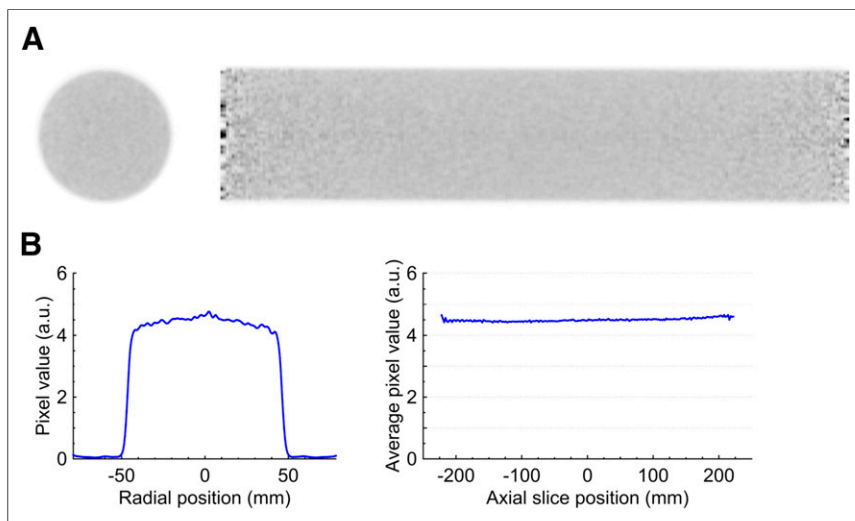 A
B
6
4
2
0
Pixel value (a.u.)
-50
0
50
Radial position (mm)
6
4
2
0
Average pixel value (a.u.)
-200
-100
0
100
200
Axial slice position (mm)